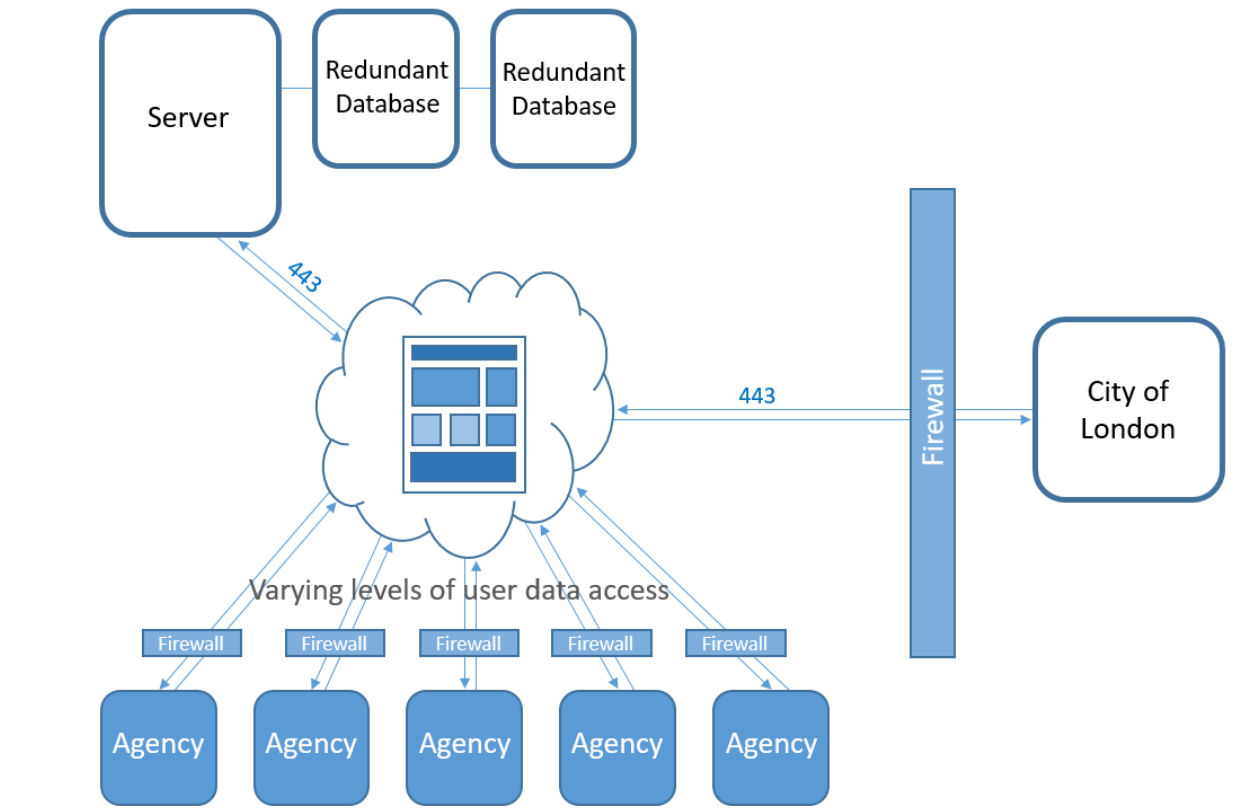 Server
Redundant
Database
Redundant
Database
443
443
Firewall
City of
London
Varying levels of user data access
Firewall
Firewall
Firewall
Firewall
Firewall
Agency
Agency
Agency
Agency
Agency